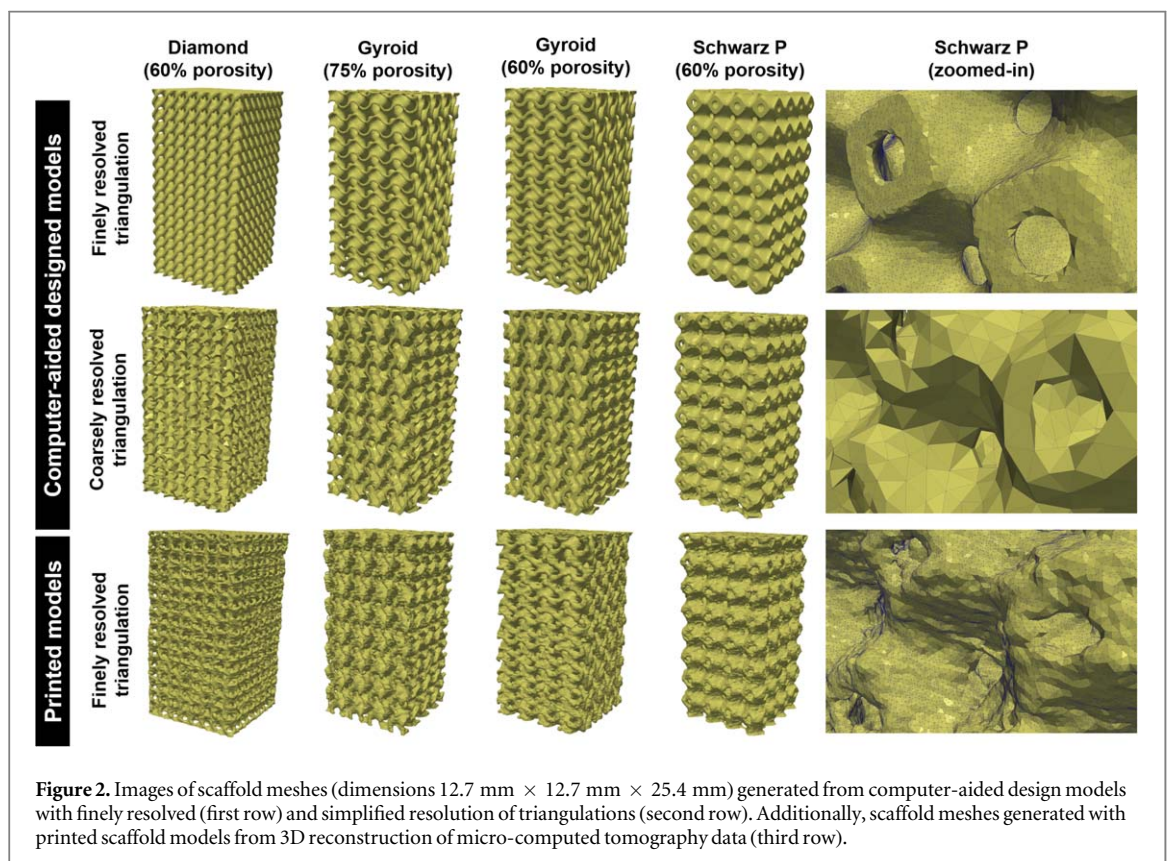 Diamond
(60% porosity)
Gyroid
(75% porosity)
Gyroid
(60% porosity)
Schwarz P
(60% porosity)
Schwarz P
(zoomed-in)
Computer-aided designed models
Finely resolved
triangulation
Coarsely resolved
triangulation
Printed models
Finely resolved
triangulation
Figure 2. Images of scaffold meshes (dimensions 12.7 mm × 12.7 mm × 25.4 mm) generated from computer-aided design models
with finely resolved (first row) and simplified resolution of triangulations (second row). Additionally, scaffold meshes generated with
printed scaffold models from 3D reconstruction of micro-computed tomography data (third row).